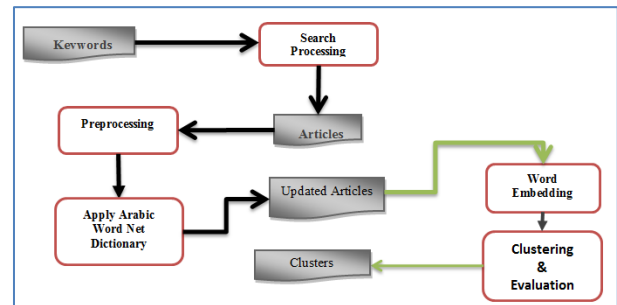 Keywords
Search
Processing
Articles
Preprocessing
Apply Arabic
Word Net
Dictionary
Updated Articles
Word
Embedding
Clustering
&
Evaluation
Clusters